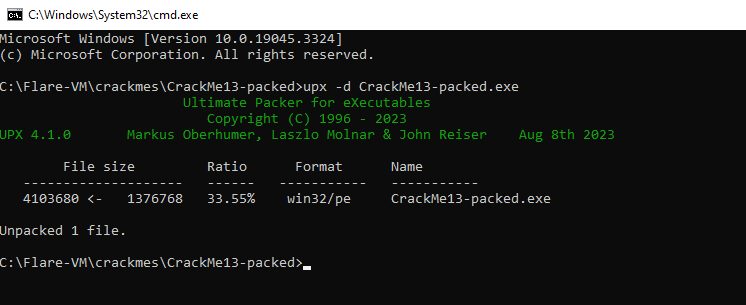 C:\Windows\System32\cmd.exe
Microsoft Windows [Version 10.0.19045.3324]
(c) Microsoft Corporation. All rights reserved.
C:\Flare-VM\crackmes\CrackMe13-packed>upx -d CrackMe13-packed.exe
Ultimate Packer for eXecutables
Copyright (C) 1996 - 2023
UPX 4.1.0 Markus Oberhumer, Laszlo Molnar & John Reiser Aug 8th 2023
File size Ratio Format Name
-------------------- ------ ----------- -----------
4103680 <- 1376768 33.55% win32/pe CrackMe13-packed.exe
Unpacked 1 file.
C:\Flare-VM\crackmes\CrackMe13-packed>_